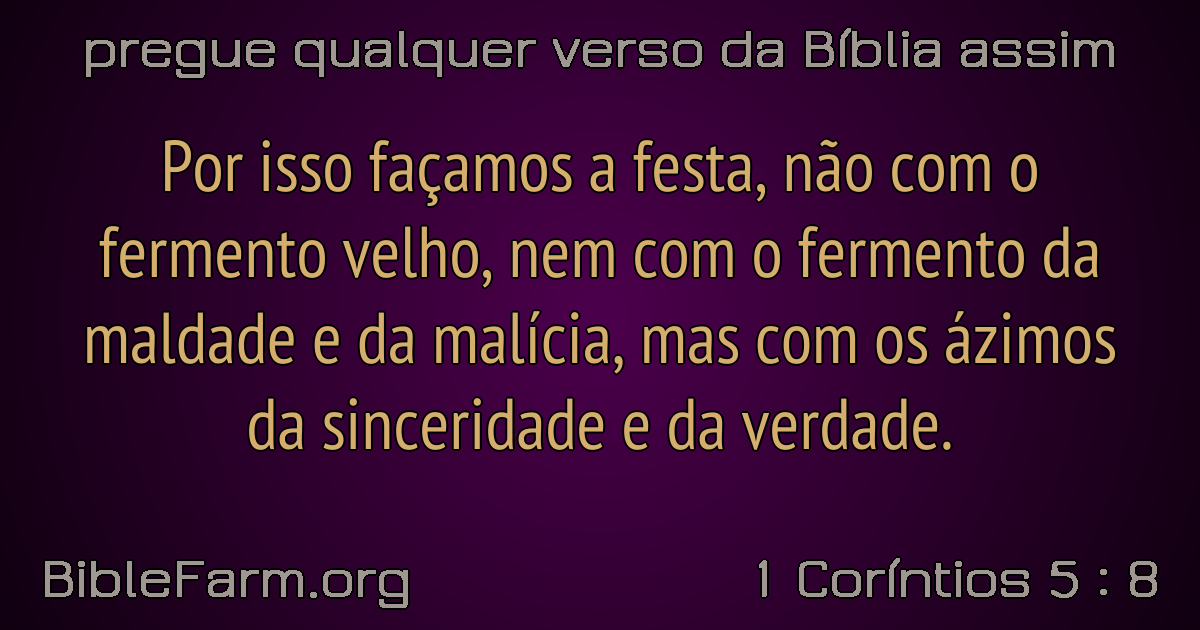 pregue qualquer verso da Bíblia assim
Por isso façamos a festa, não com o
fermento velho, nem com o fermento da
maldade e da malícia, mas com os ázimos
da sinceridade e da verdade.
BibleFarm.org
1 Coríntios 5 : 8